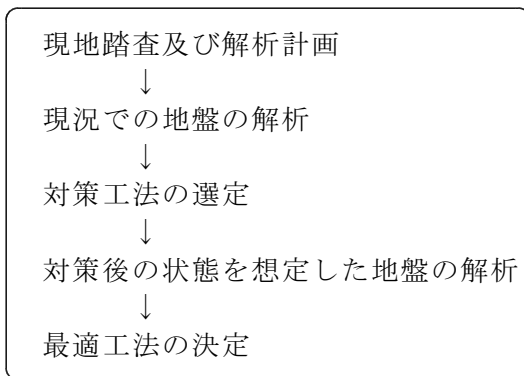 現地踏査及び解析計画
↓
現況での地盤の解析
↓
対策工法の選定
↓
対策後の状態を想定した地盤の解析
↓
最適工法の決定